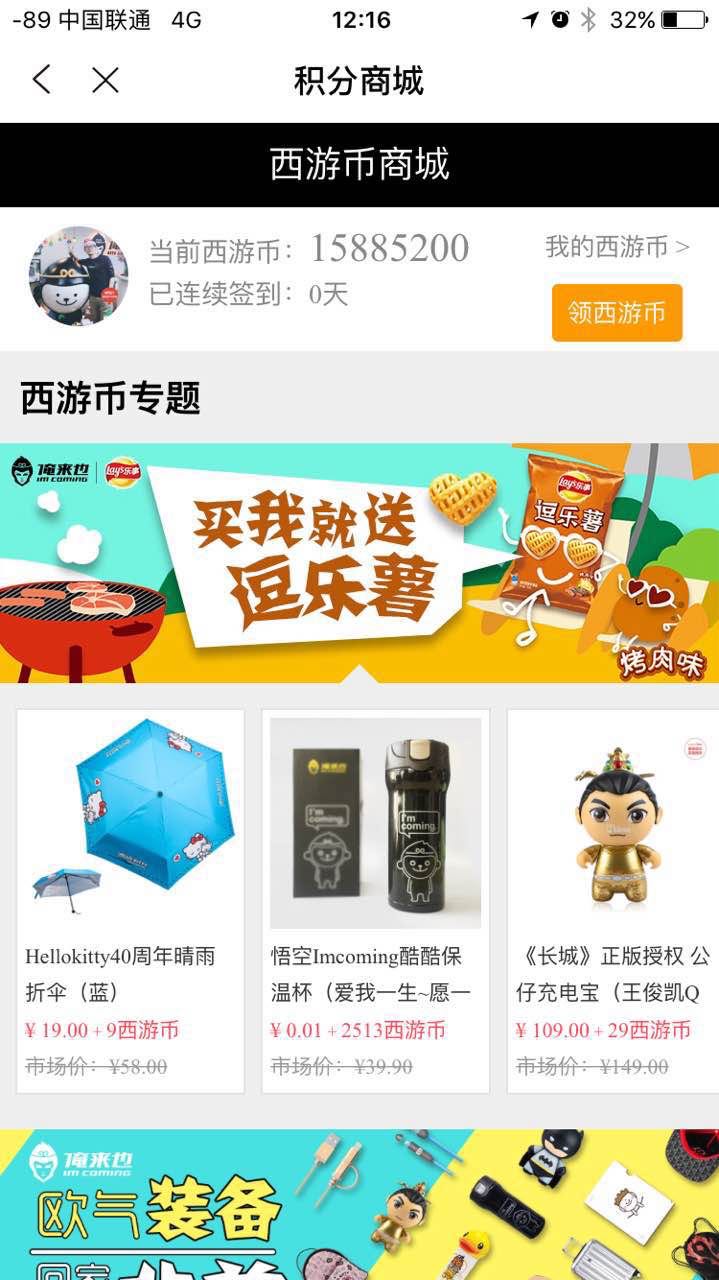 -89 中国联通 4G 12:16 32%
积分商城
西游币商城
当前西游币：15885200
我的西游币 >
已连续签到：0天
领西游币
西游币专题
俺来也 Lay's乐事
IM COMING
买我就送
逗乐薯
Lay's乐事
逗乐薯
烤肉味
俺来也
I'm
coming
I'm
coming
Hellokitty40周年晴雨
折伞（蓝）
¥ 19.00 + 9西游币
市场价：¥58.00
悟空Imcoming酷酷保
温杯（爱我一生~愿一
¥ 0.01 + 2513西游币
市场价：¥39.90
《长城》正版授权 公
仔充电宝（王俊凯Q
¥ 109.00 + 29西游币
市场价：¥149.00
俺来也
IM COMING
欧气装备